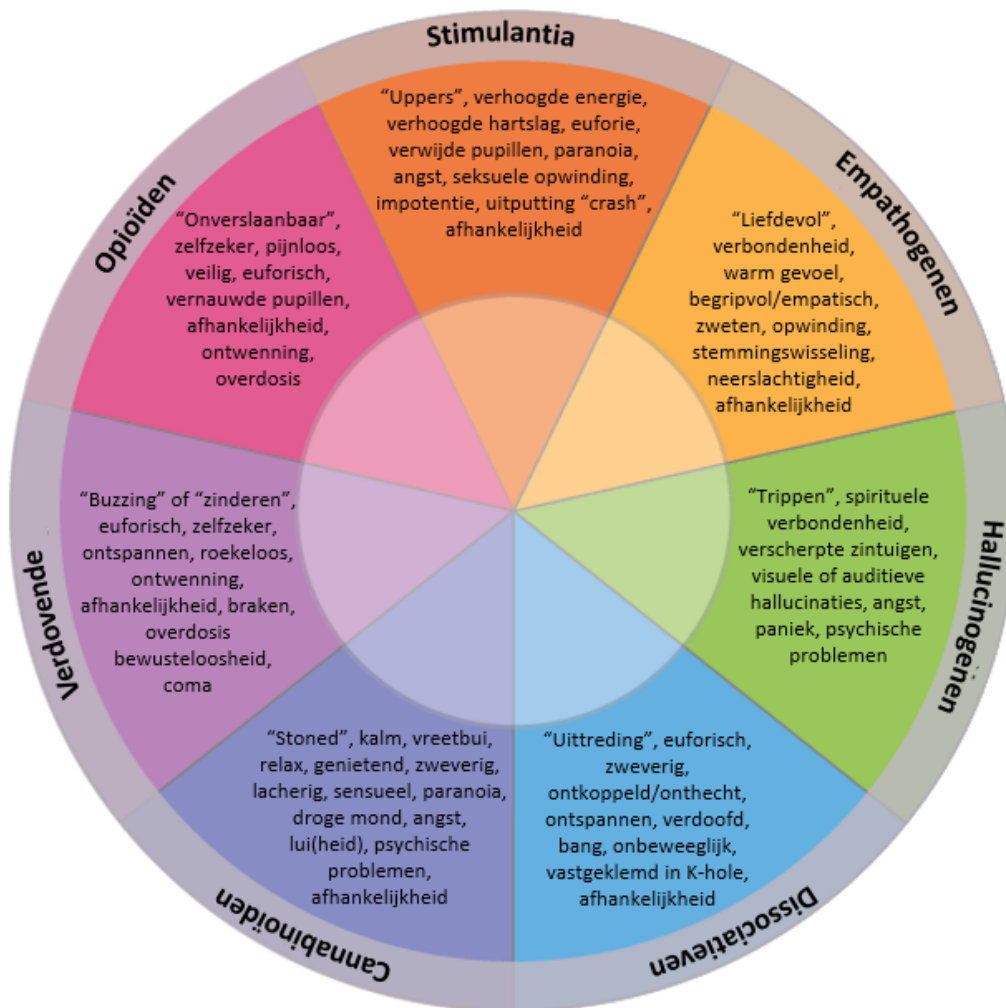 Stimulantia
“Uppers”, verhoogde energie,
verhoogde hartslag, euforie,
verwijde pupillen, paranoia,
angst, seksuele opwinding,
impotentie, uitputting “crash”,
afhankelijkheid
Empathogenen
“Liefdevol”,
verbondenheid,
warm gevoel,
begripvol/empatisch,
zweten, opwinding,
stemmingswisseling,
neerslachtigheid,
afhankelijkheid
Hallucinogenen
“Trippen”, spirituele
verbondenheid,
verscherpte zintuigen,
visuele of auditieve
hallucinaties, angst,
paniek, psychische
problemen
Dissociatieven
“Uittreding”, euforisch,
zweverig,
ontkoppeld/onthecht,
ontspannen, verdoofd,
bang, onbeweeglijk,
vastgeklemd in K-hole,
afhankelijkheid
Cannabinoïden
“Stoned”, kalm, vreetbui,
relax, genietend, zweverig,
lacherig, sensueel, paranoia,
droge mond, angst,
lui(heid), psychische
problemen,
afhankelijkheid
Verdovende
“Buzzing” of “zinderen”,
euforisch, zelfzeker,
ontspannen, roekeloos,
ontwenning,
afhankelijkheid, braken,
overdosis
bewusteloosheid,
coma
Opioïden
“Onverslaanbaar”,
zelfzeker, pijnloos,
veilig, euforisch,
vernauwde pupillen,
afhankelijkheid,
ontwenning,
overdosis